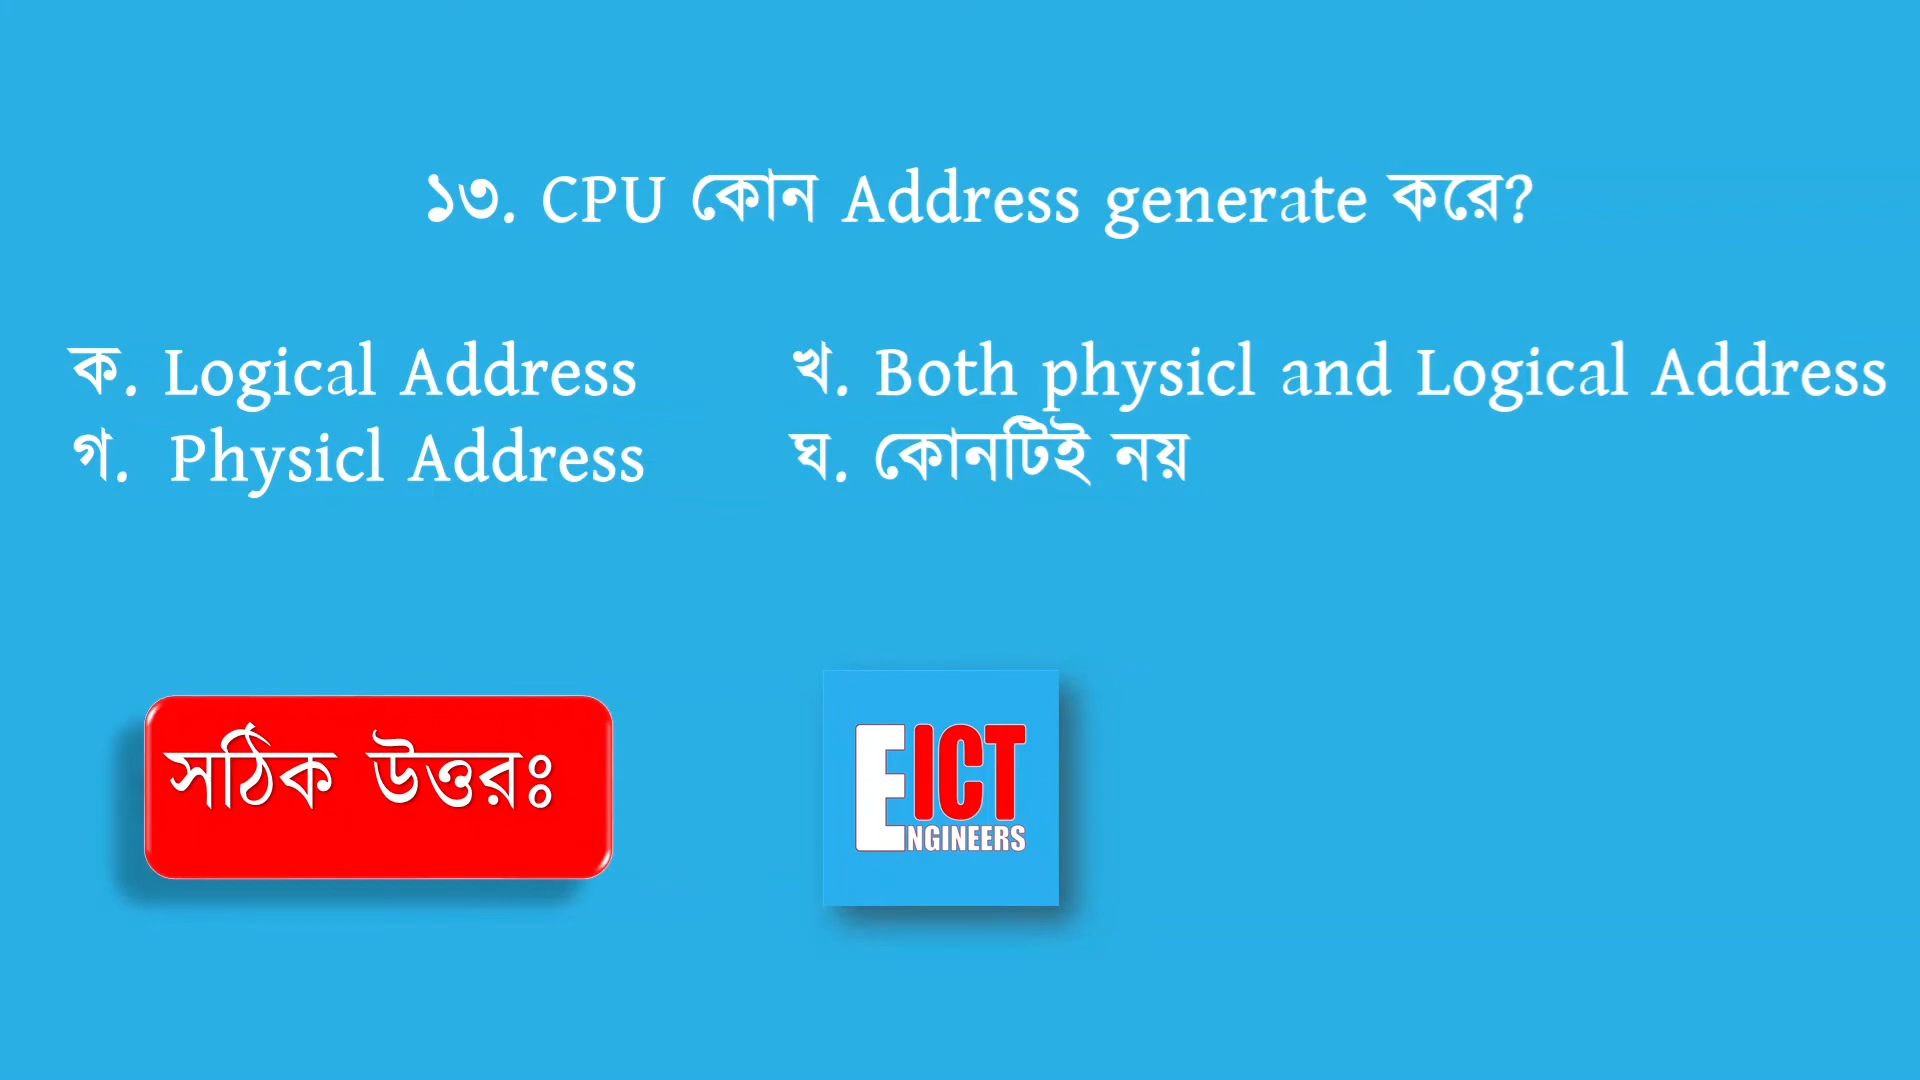 ১৩. CPU কোন Address generate করে?
ক. Logical Address
খ. Both physicl and Logical Address
গ. Physicl Address
ঘ. কোনটিই নয়
সঠিক উত্তরঃ
EICT
ENGINEERS